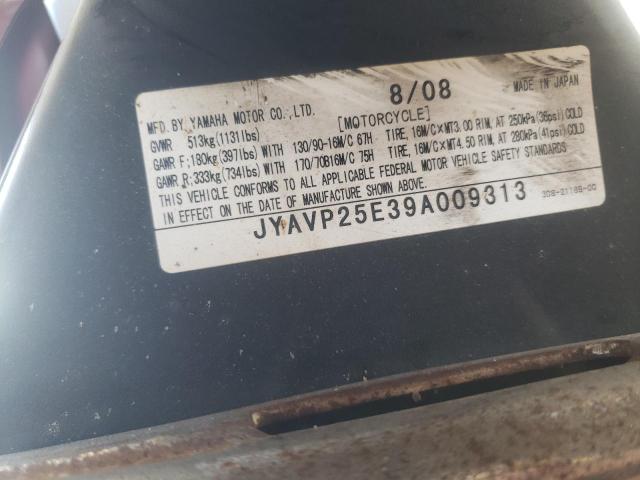 8/08 MADE IN JAPAN
MFD.BY.YAMAHA MOTOR CO.,LTD. [MOTORCYCLE]
GVWR 513kg(1131lbs)
GAWR F;180kg(397lbs)WITH 130/90-16M/C 67H TIRE, 16M/C×MT3.00 RIM, AT 250kPa(36psi)COLD
GAWR R;333kg(734lbs)WITH 170/70B16M/C 75H TIRE, 16M/C×MT4.50 RIM, AT 280kPa(41psi)COLD
THIS VEHICLE CONFORMS TO ALL APPLICABLE FEDERAL MOTOR VEHICLE SAFETY STANDARDS
IN EFFECT ON THE DATE OF MANUFACTURE SHOWN ABOVE.
JYAVP25E39A009313